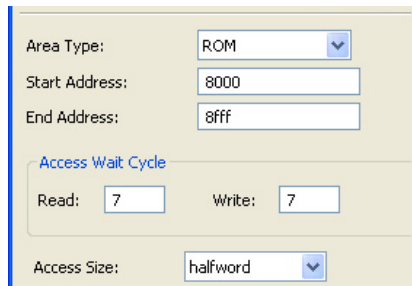 Area Type: ROM
Start Address: 8000
End Address: 8fff
Access Wait Cycle
Read: 7 Write: 7
Access Size: halfword